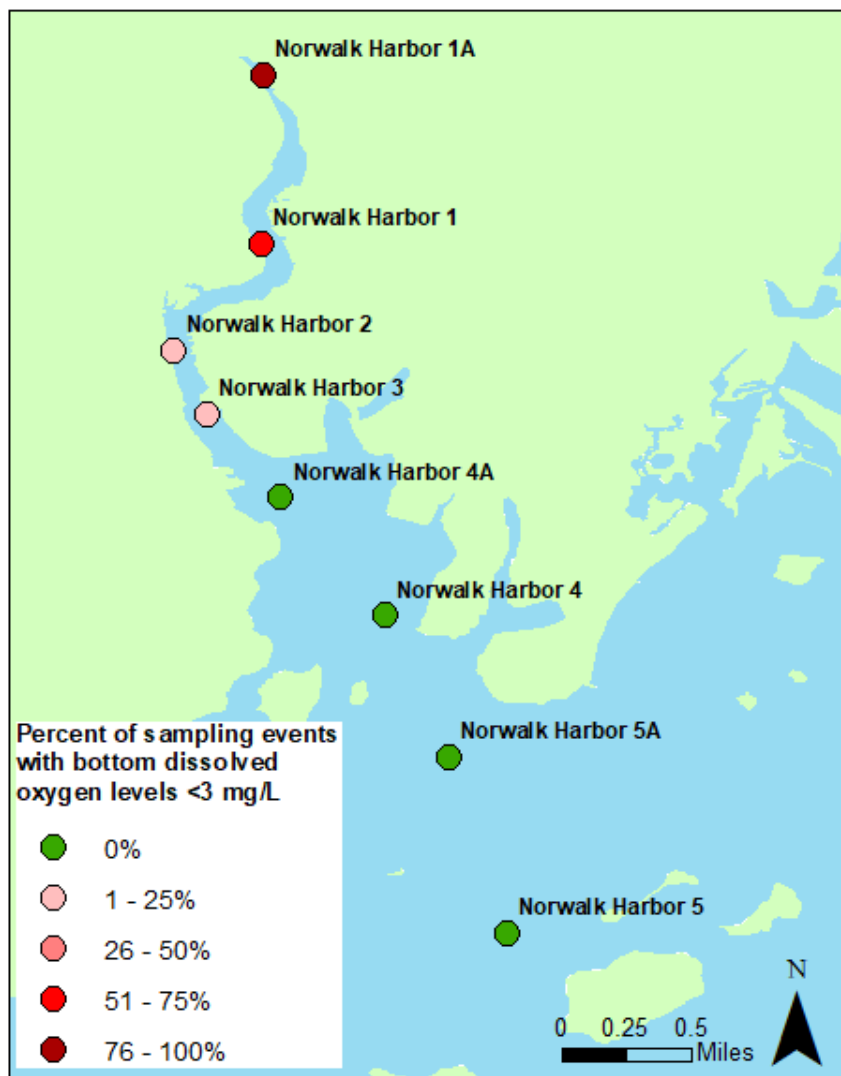 Norwalk Harbor 1A
Norwalk Harbor 1
Norwalk Harbor 2
Norwalk Harbor 3
Norwalk Harbor 4A
Norwalk Harbor 4
Norwalk Harbor 5A
Norwalk Harbor 5
Percent of sampling events
with bottom dissolved
oxygen levels <3 mg/L
0%
1 - 25%
26 - 50%
51 - 75%
76 - 100%
N
0 0.25 0.5
Miles